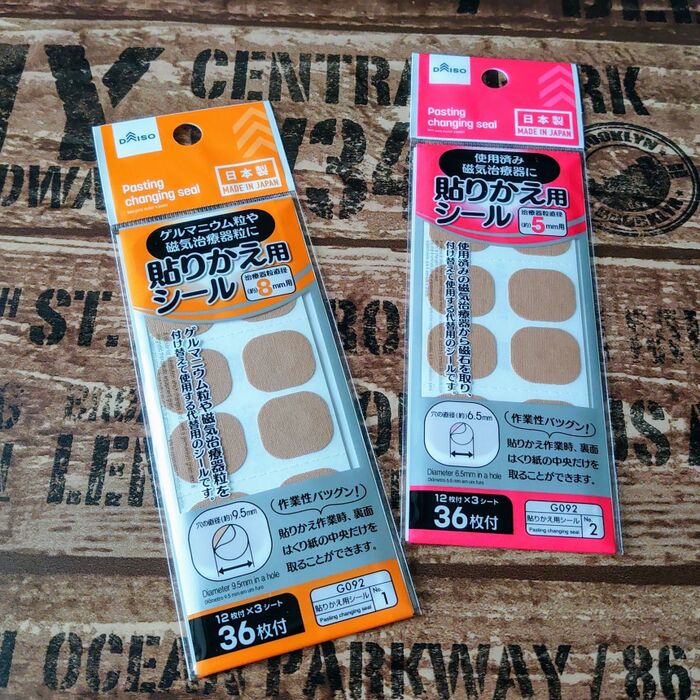 DAISO
Pasting
changing seal
日本製
MADE IN JAPAN
ゲルマニウム粒や
磁気治療器粒に
貼りかえ用
シール
治療器粒直径
(約)8mm用
ゲルマニウム粒や磁気治療器粒を
付け替えて使用する代替用のシールです。
穴の直径(約)9.5mm
作業性バツグン!
貼りかえ作業時、裏面
はくり紙の中央だけを
取ることができます。
Diameter 9.5mm in a hole
12枚付×3シート
36枚付
G092
貼りかえ用シール
Pasting changing seal
No.
1
DAISO
Pasting
changing seal
日本製
MADE IN JAPAN
使用済み
磁気治療器に
貼りかえ用
シール
治療器粒直径
(約)5mm用
使用済みの磁気治療器から磁石を取り、
付け替えて使用する代替用のシールです。
穴の直径(約)6.5mm
作業性バツグン!
貼りかえ作業時、裏面
はくり紙の中央だけを
取ることができます。
Diameter 6.5mm in a hole
12枚付×3シート
36枚付
G092
貼りかえ用シール
Pasting changing seal
No.
2
CENTRAL PARK
ST.
OCEAN PARKWAY / 86